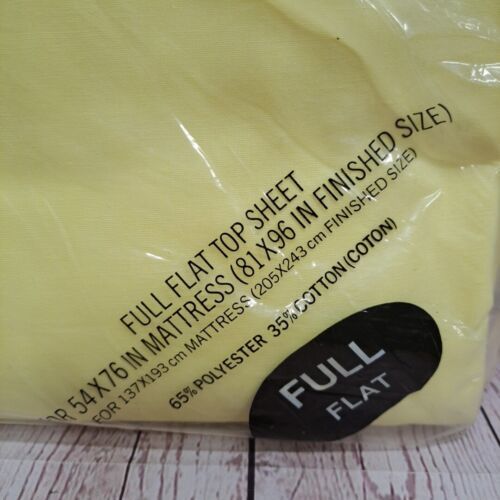 FULL FLAT TOP SHEET
FOR 54X76 IN MATTRESS (81X96 IN FINISHED SIZE)
FOR 137X193 cm MATTRESS (205X243 cm FINISHED SIZE)
65% POLYESTER 35% COTTON (COTON)
FULL
FLAT